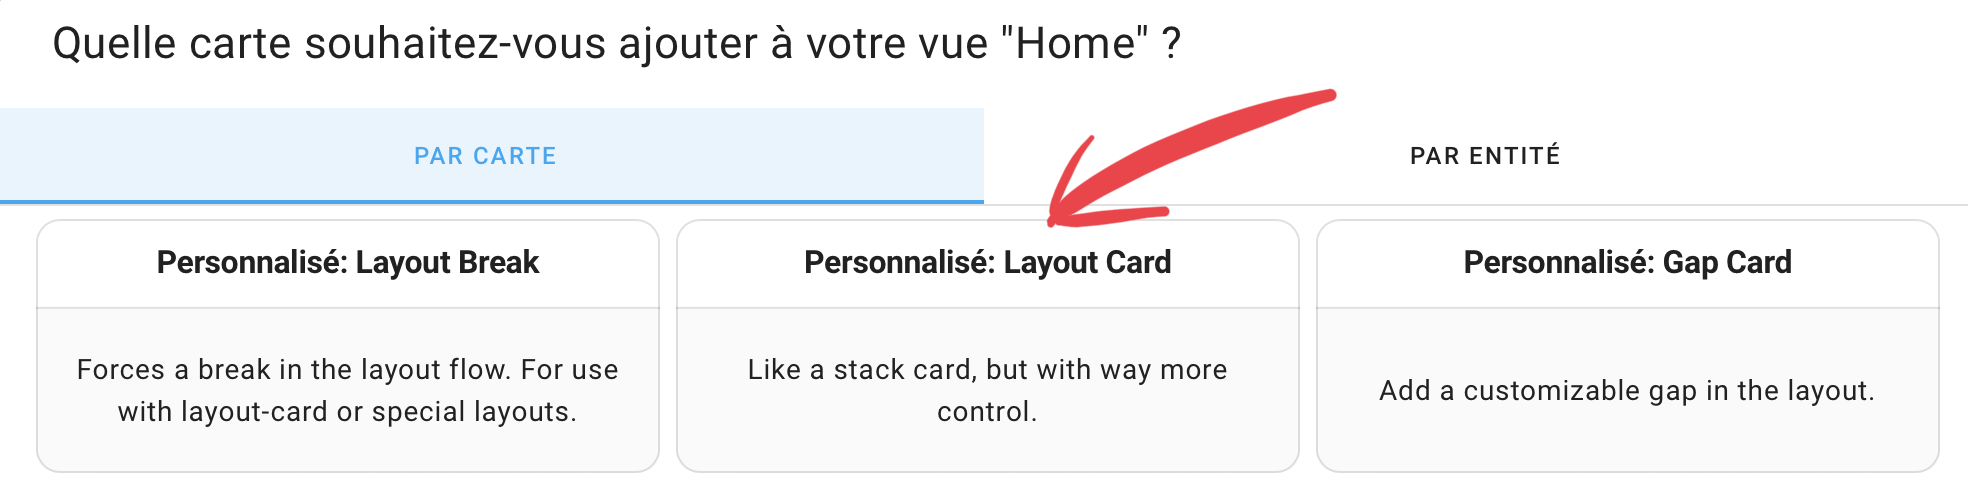 Quelle carte souhaitez-vous ajouter à votre vue "Home" ?
PAR CARTE
PAR ENTITÉ
Personnalisé: Layout Break
Forces a break in the layout flow. For use
with layout-card or special layouts.
Personnalisé: Layout Card
Like a stack card, but with way more
control.
Personnalisé: Gap Card
Add a customizable gap in the layout.